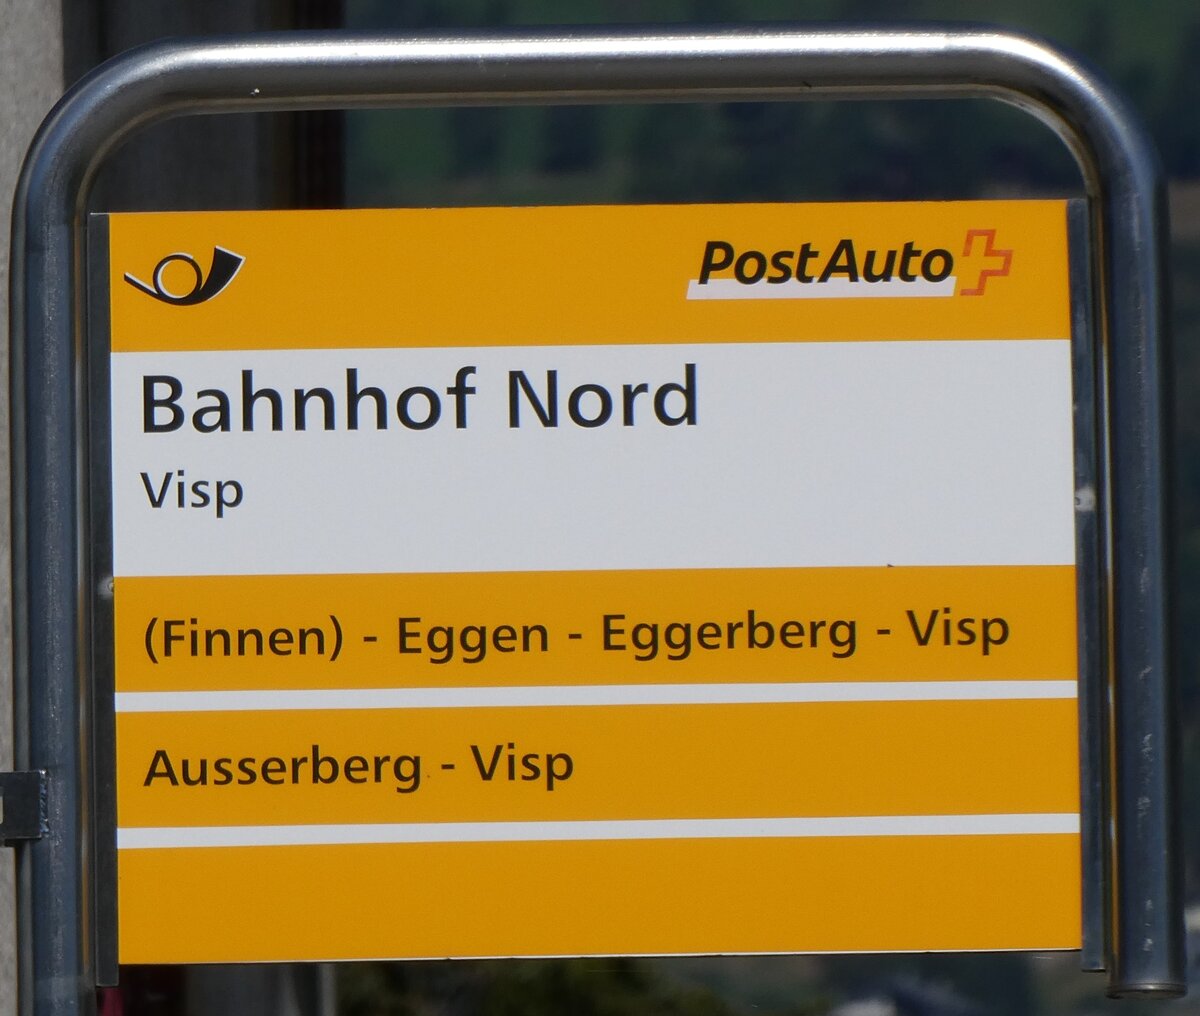 PostAuto
Bahnhof Nord
Visp
(Finnen) - Eggen - Eggerberg - Visp
Ausserberg - Visp